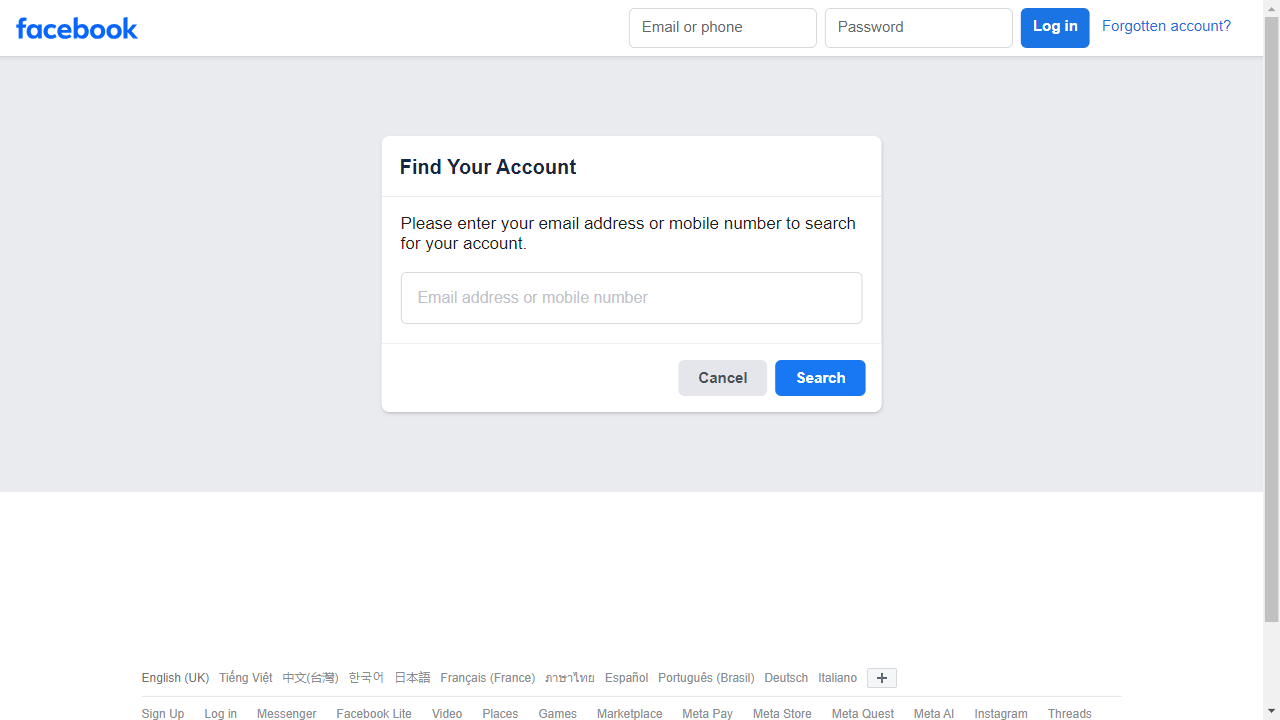 facebook
Email or phone
Password
Log in
Forgotten account?
Find Your Account
Please enter your email address or mobile number to search
for your account.
Email address or mobile number
Cancel
Search
English (UK) Tiếng Việt 中文(台灣) 한국어 日本語 Français (France) ภาษาไทย Español Português (Brasil) Deutsch Italiano
Sign Up Log in Messenger Facebook Lite Video Places Games Marketplace Meta Pay Meta Store Meta Quest Meta AI Instagram Threads